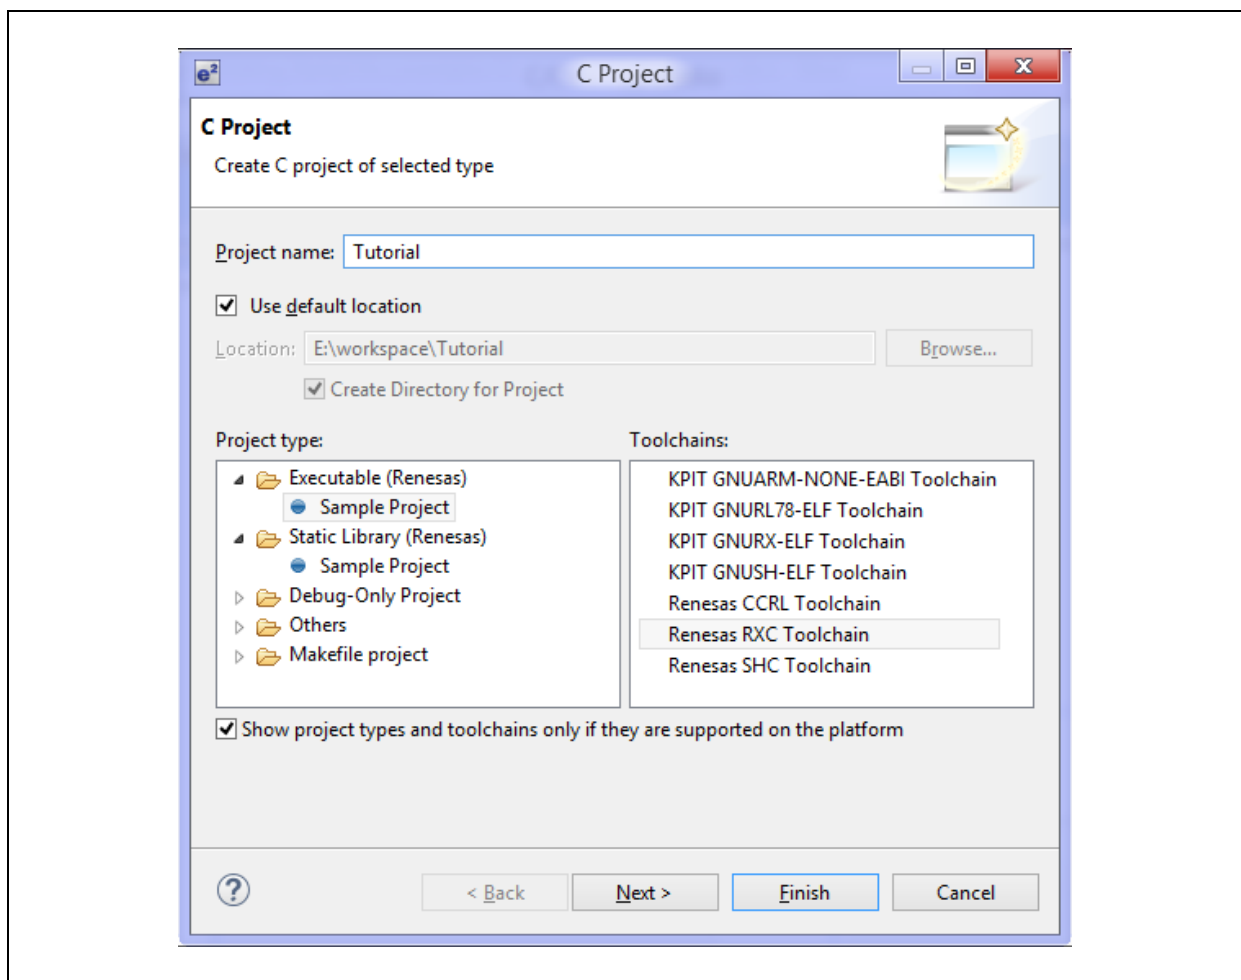 e²
C Project
X
C Project
Create C project of selected type
Project name: Tutorial
Use default location
Location: E:\workspace\Tutorial Browse...
Create Directory for Project
Project type: Toolchains:
Executable (Renesas)
Sample Project
Static Library (Renesas)
Sample Project
Debug-Only Project
Others
Makefile project
KPIT GNUARM-NONE-EABI Toolchain
KPIT GNURL78-ELF Toolchain
KPIT GNURX-ELF Toolchain
KPIT GNUSH-ELF Toolchain
Renesas CCRL Toolchain
Renesas RXC Toolchain
Renesas SHC Toolchain
Show project types and toolchains only if they are supported on the platform
? < Back Next > Finish Cancel